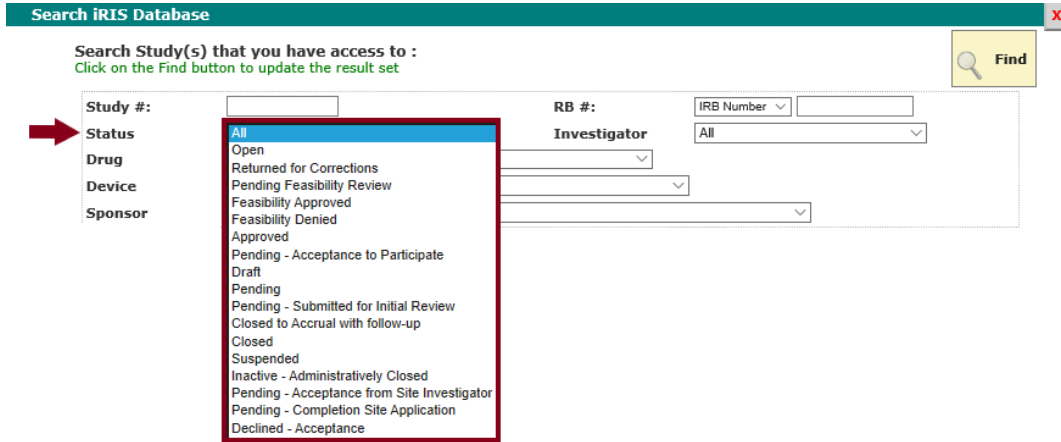 Search iRIS Database
X
Search Study(s) that you have access to :
Click on the Find button to update the result set
Find
Study #:
RB #:
IRB Number
Status
All
Investigator
All
Open
Drug
Returned for Corrections
Device
Pending Feasibility Review
Feasibility Approved
Sponsor
Feasibility Denied
Approved
Pending - Acceptance to Participate
Draft
Pending
Pending - Submitted for Initial Review
Closed to Accrual with follow-up
Closed
Suspended
Inactive - Administratively Closed
Pending - Acceptance from Site Investigator
Pending - Completion Site Application
Declined - Acceptance